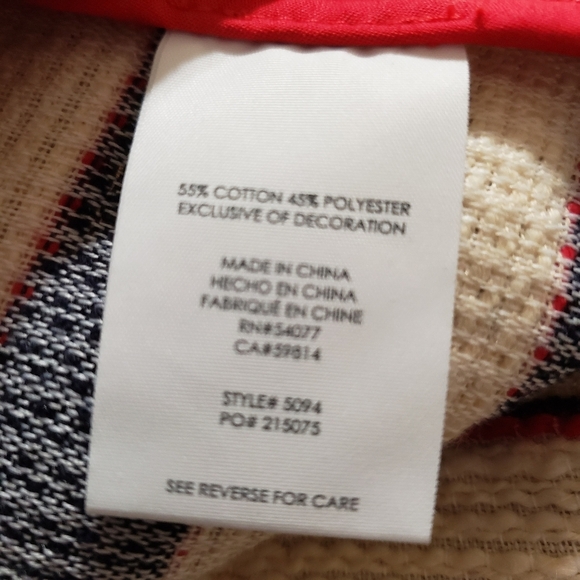 55% COTTON 45% POLYESTER
EXCLUSIVE OF DECORATION
MADE IN CHINA
HECHO EN CHINA
FABRIQUÉ EN CHINE
RN#54077
CA#59814
STYLE# 5094
PO# 215075
SEE REVERSE FOR CARE